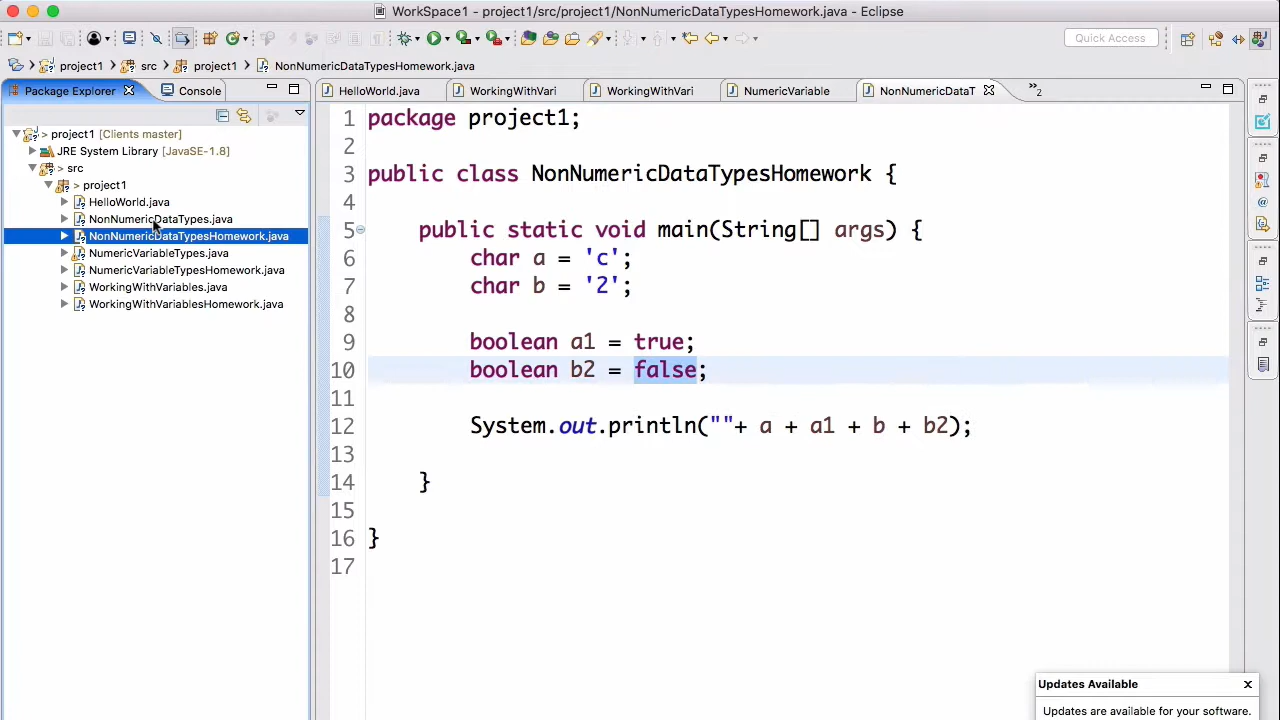 WorkSpace1 - project1/src/project1/NonNumericDataTypesHomework.java - Eclipse
Quick Access
project1 src project1 NonNumericDataTypesHomework.java
Package Explorer Console
HelloWorld.java WorkingWithVari WorkingWithVari NumericVariable NonNumericDataT "2
> project1 [Clients master]
JRE System Library [JavaSE-1.8]
> src
> project1
HelloWorld.java
NonNumericDataTypes.java
NonNumericDataTypesHomework.java
NumericVariableTypes.java
NumericVariableTypesHomework.java
WorkingWithVariables.java
WorkingWithVariablesHomework.java
1 package project1;
2
3 public class NonNumericDataTypesHomework {
4
5 public static void main(String[] args) {
6 char a = 'c';
7 char b = '2';
8
9 boolean a1 = true;
10 boolean b2 = false;
11
12 System.out.println(""+ a + a1 + b + b2);
13
14 }
15
16 }
17
Updates Available x
Updates are available for your software.